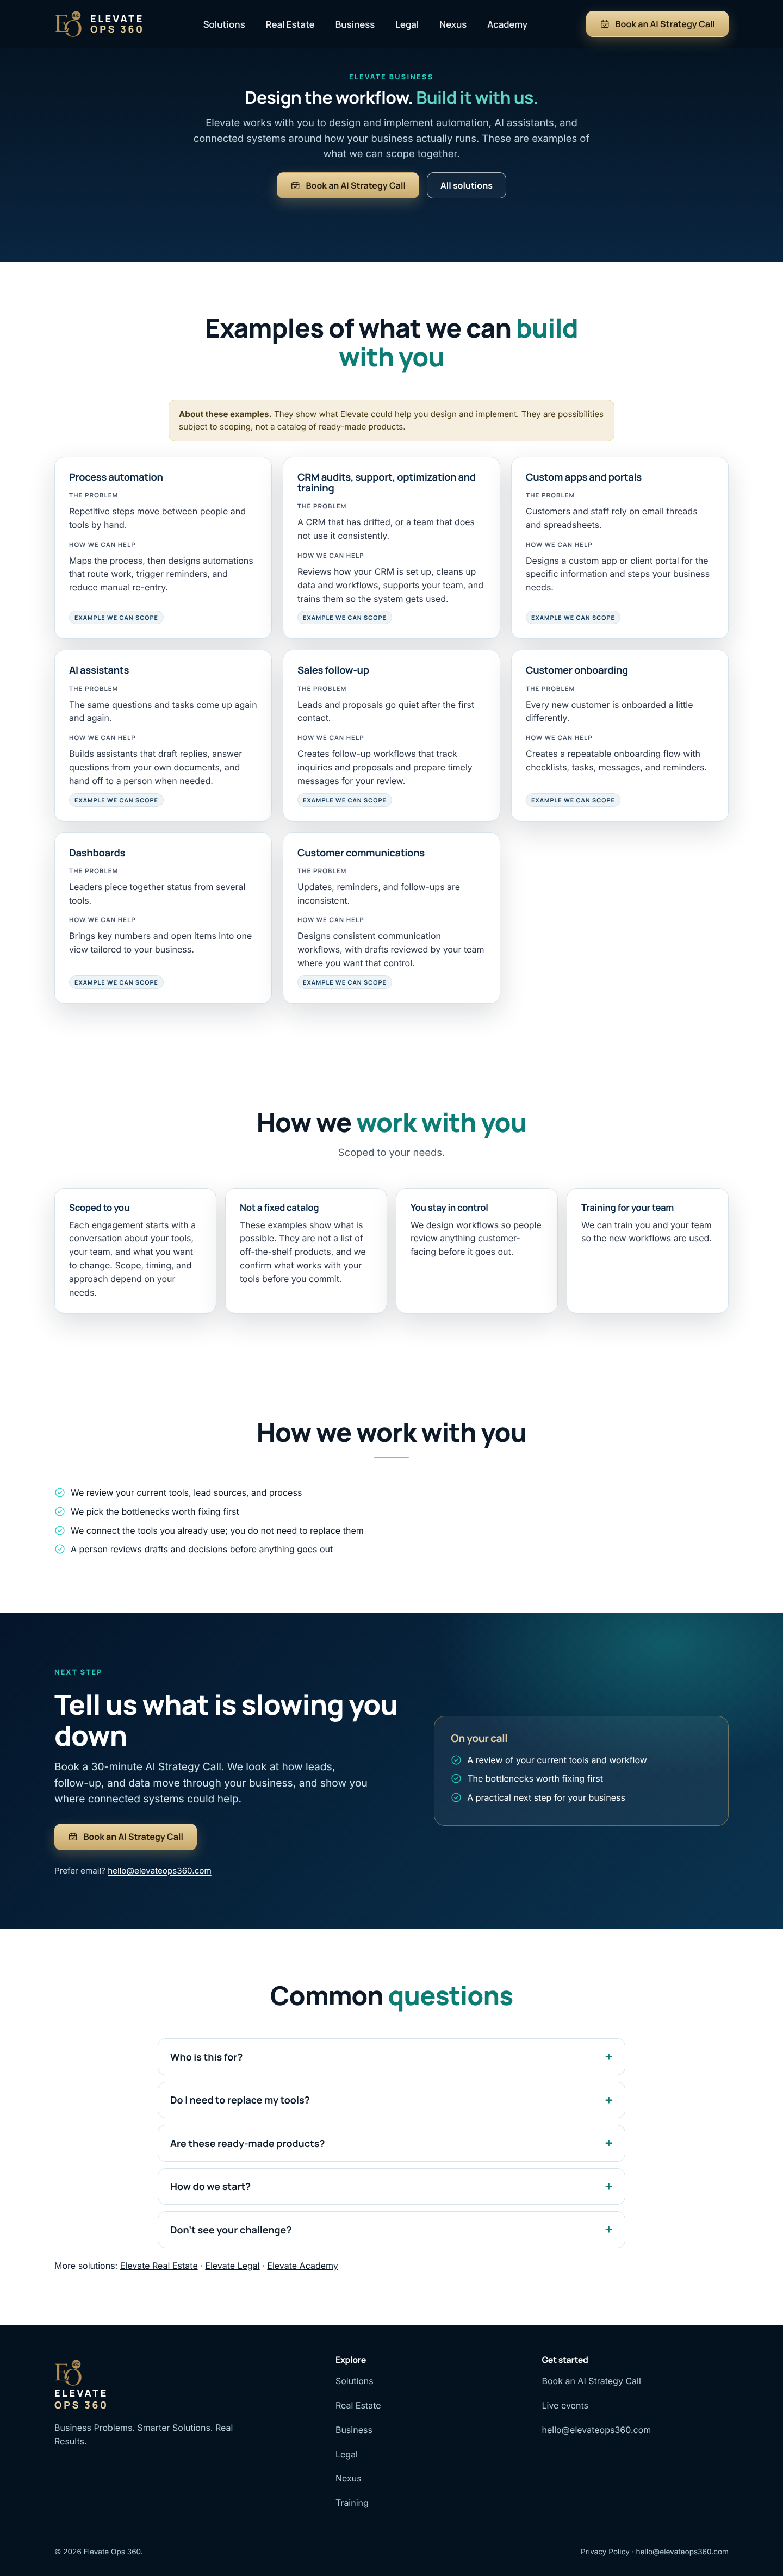 ELEVATE
OPS 360
Solutions
Real Estate
Business
Legal
Nexus
Academy
Book an AI Strategy Call
ELEVATE BUSINESS
Design the workflow. Build it with us.
Elevate works with you to design and implement automation, AI assistants, and
connected systems around how your business actually runs. These are examples of
what we can scope together.
Book an AI Strategy Call
All solutions
Examples of what we can build
with you
About these examples. They show what Elevate could help you design and implement. They are possibilities
subject to scoping, not a catalog of ready-made products.
Process automation
THE PROBLEM
Repetitive steps move between people and
tools by hand.
HOW WE CAN HELP
Maps the process, then designs automations
that route work, trigger reminders, and
reduce manual re-entry.
EXAMPLE WE CAN SCOPE
CRM audits, support, optimization and
training
THE PROBLEM
A CRM that has drifted, or a team that does
not use it consistently.
HOW WE CAN HELP
Reviews how your CRM is set up, cleans up
data and workflows, supports your team, and
trains them so the system gets used.
EXAMPLE WE CAN SCOPE
Custom apps and portals
THE PROBLEM
Customers and staff rely on email threads
and spreadsheets.
HOW WE CAN HELP
Designs a custom app or client portal for the
specific information and steps your business
needs.
EXAMPLE WE CAN SCOPE
AI assistants
THE PROBLEM
The same questions and tasks come up again
and again.
HOW WE CAN HELP
Builds assistants that draft replies, answer
questions from your own documents, and
hand off to a person when needed.
EXAMPLE WE CAN SCOPE
Sales follow-up
THE PROBLEM
Leads and proposals go quiet after the first
contact.
HOW WE CAN HELP
Creates follow-up workflows that track
inquiries and proposals and prepare timely
messages for your review.
EXAMPLE WE CAN SCOPE
Customer onboarding
THE PROBLEM
Every new customer is onboarded a little
differently.
HOW WE CAN HELP
Creates a repeatable onboarding flow with
checklists, tasks, messages, and reminders.
EXAMPLE WE CAN SCOPE
Dashboards
THE PROBLEM
Leaders piece together status from several
tools.
HOW WE CAN HELP
Brings key numbers and open items into one
view tailored to your business.
EXAMPLE WE CAN SCOPE
Customer communications
THE PROBLEM
Updates, reminders, and follow-ups are
inconsistent.
HOW WE CAN HELP
Designs consistent communication
workflows, with drafts reviewed by your team
where you want that control.
EXAMPLE WE CAN SCOPE
How we work with you
Scoped to your needs.
Scoped to you
Each engagement starts with a
conversation about your tools,
your team, and what you want
to change. Scope, timing, and
approach depend on your
needs.
Not a fixed catalog
These examples show what is
possible. They are not a list of
off-the-shelf products, and we
confirm what works with your
tools before you commit.
You stay in control
We design workflows so people
review anything customer-
facing before it goes out.
Training for your team
We can train you and your team
so the new workflows are used.
How we work with you
We review your current tools, lead sources, and process
We pick the bottlenecks worth fixing first
We connect the tools you already use; you do not need to replace them
A person reviews drafts and decisions before anything goes out
NEXT STEP
Tell us what is slowing you
down
Book a 30-minute AI Strategy Call. We look at how leads,
follow-up, and data move through your business, and show you
where connected systems could help.
Book an AI Strategy Call
Prefer email? hello@elevateops360.com
On your call
A review of your current tools and workflow
The bottlenecks worth fixing first
A practical next step for your business
Common questions
Who is this for? +
Do I need to replace my tools? +
Are these ready-made products? +
How do we start? +
Don't see your challenge? +
More solutions: Elevate Real Estate · Elevate Legal · Elevate Academy
ELEVATE
OPS 360
Business Problems. Smarter Solutions. Real
Results.
Explore
Solutions
Real Estate
Business
Legal
Nexus
Training
Get started
Book an AI Strategy Call
Live events
hello@elevateops360.com
© 2026 Elevate Ops 360.
Privacy Policy · hello@elevateops360.com